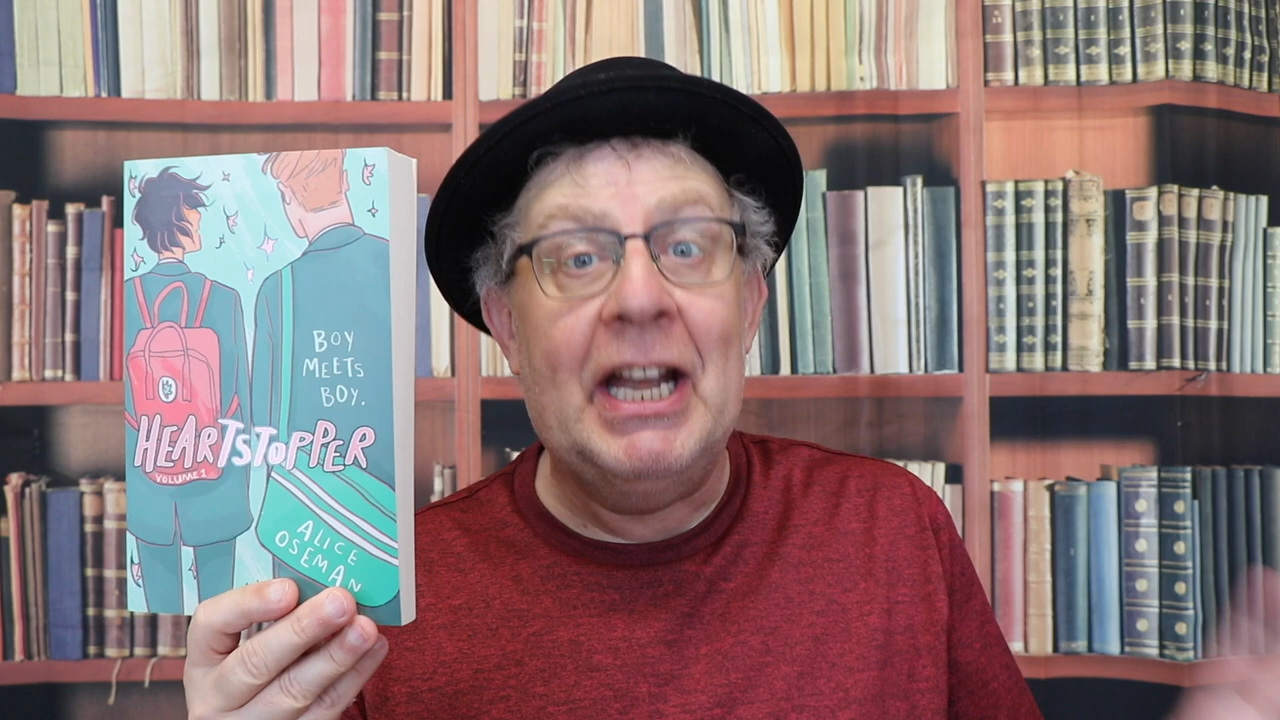 BOY
MEETS
BOY.
HEARTSTOPPER
VOLUME 1
ALICE
OSEMAN